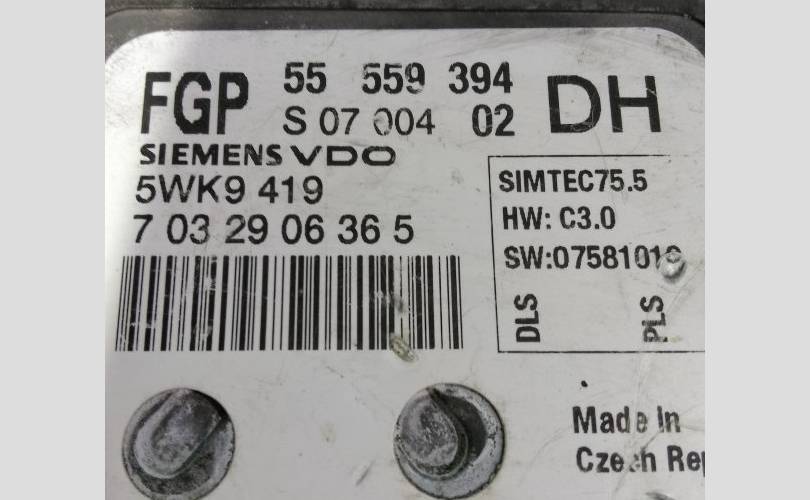 FGP 55 559 394 DH
S 07 004 02
SIEMENS VDO
5WK9 419
7 03 29 06 36 5
SIMTEC75.5
HW: C3.0
DLS
PLS
Made In
Czech